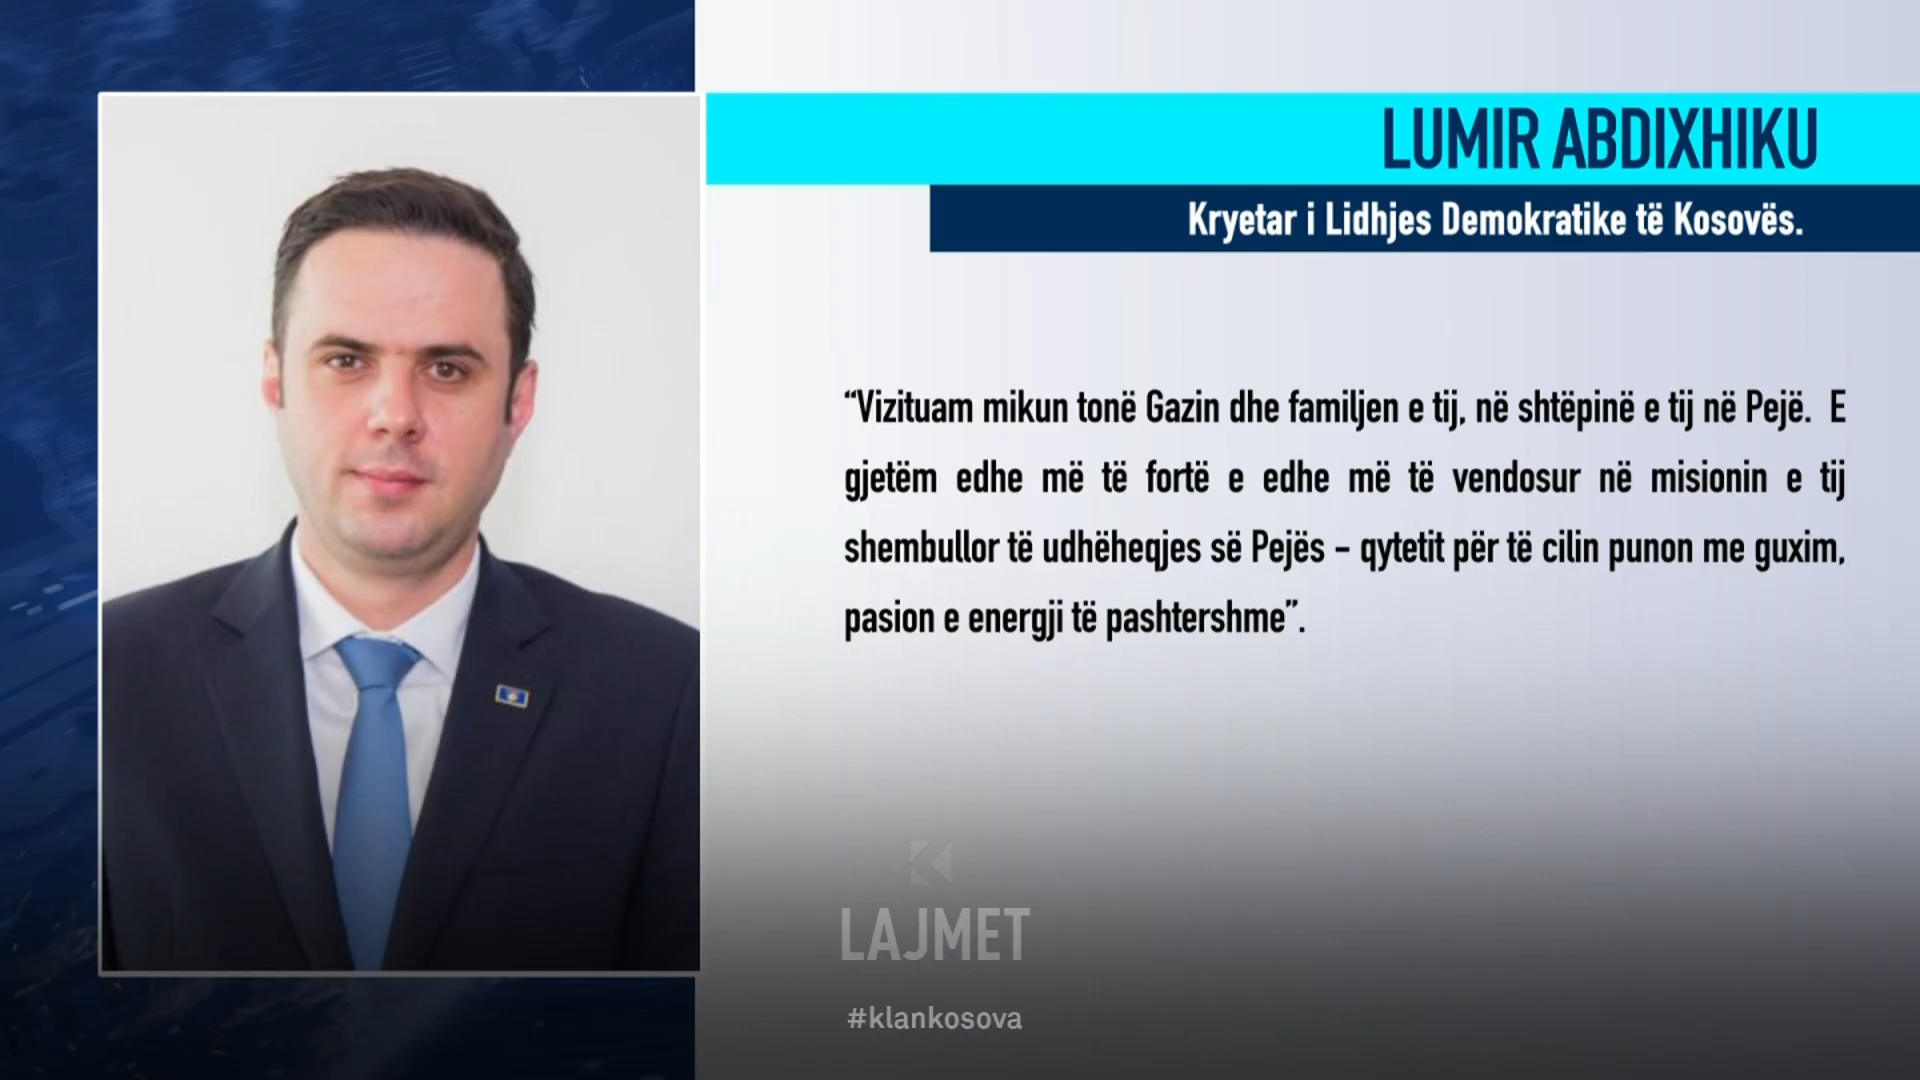 LUMIR ABDIXHIKU
Kryetar i Lidhjes Demokratike të Kosovës.
“Vizituam mikun tonë Gazin dhe familjen e tij, në shtëpinë e tij në Pejë. E
gjetëm edhe më të fortë e edhe më të vendosur në misionin e tij
shembullor të udhëheqjes së Pejës – qytetit për të cilin punon me guxim,
pasion e energji të pashtershme”.
LAJMET
#klankosova